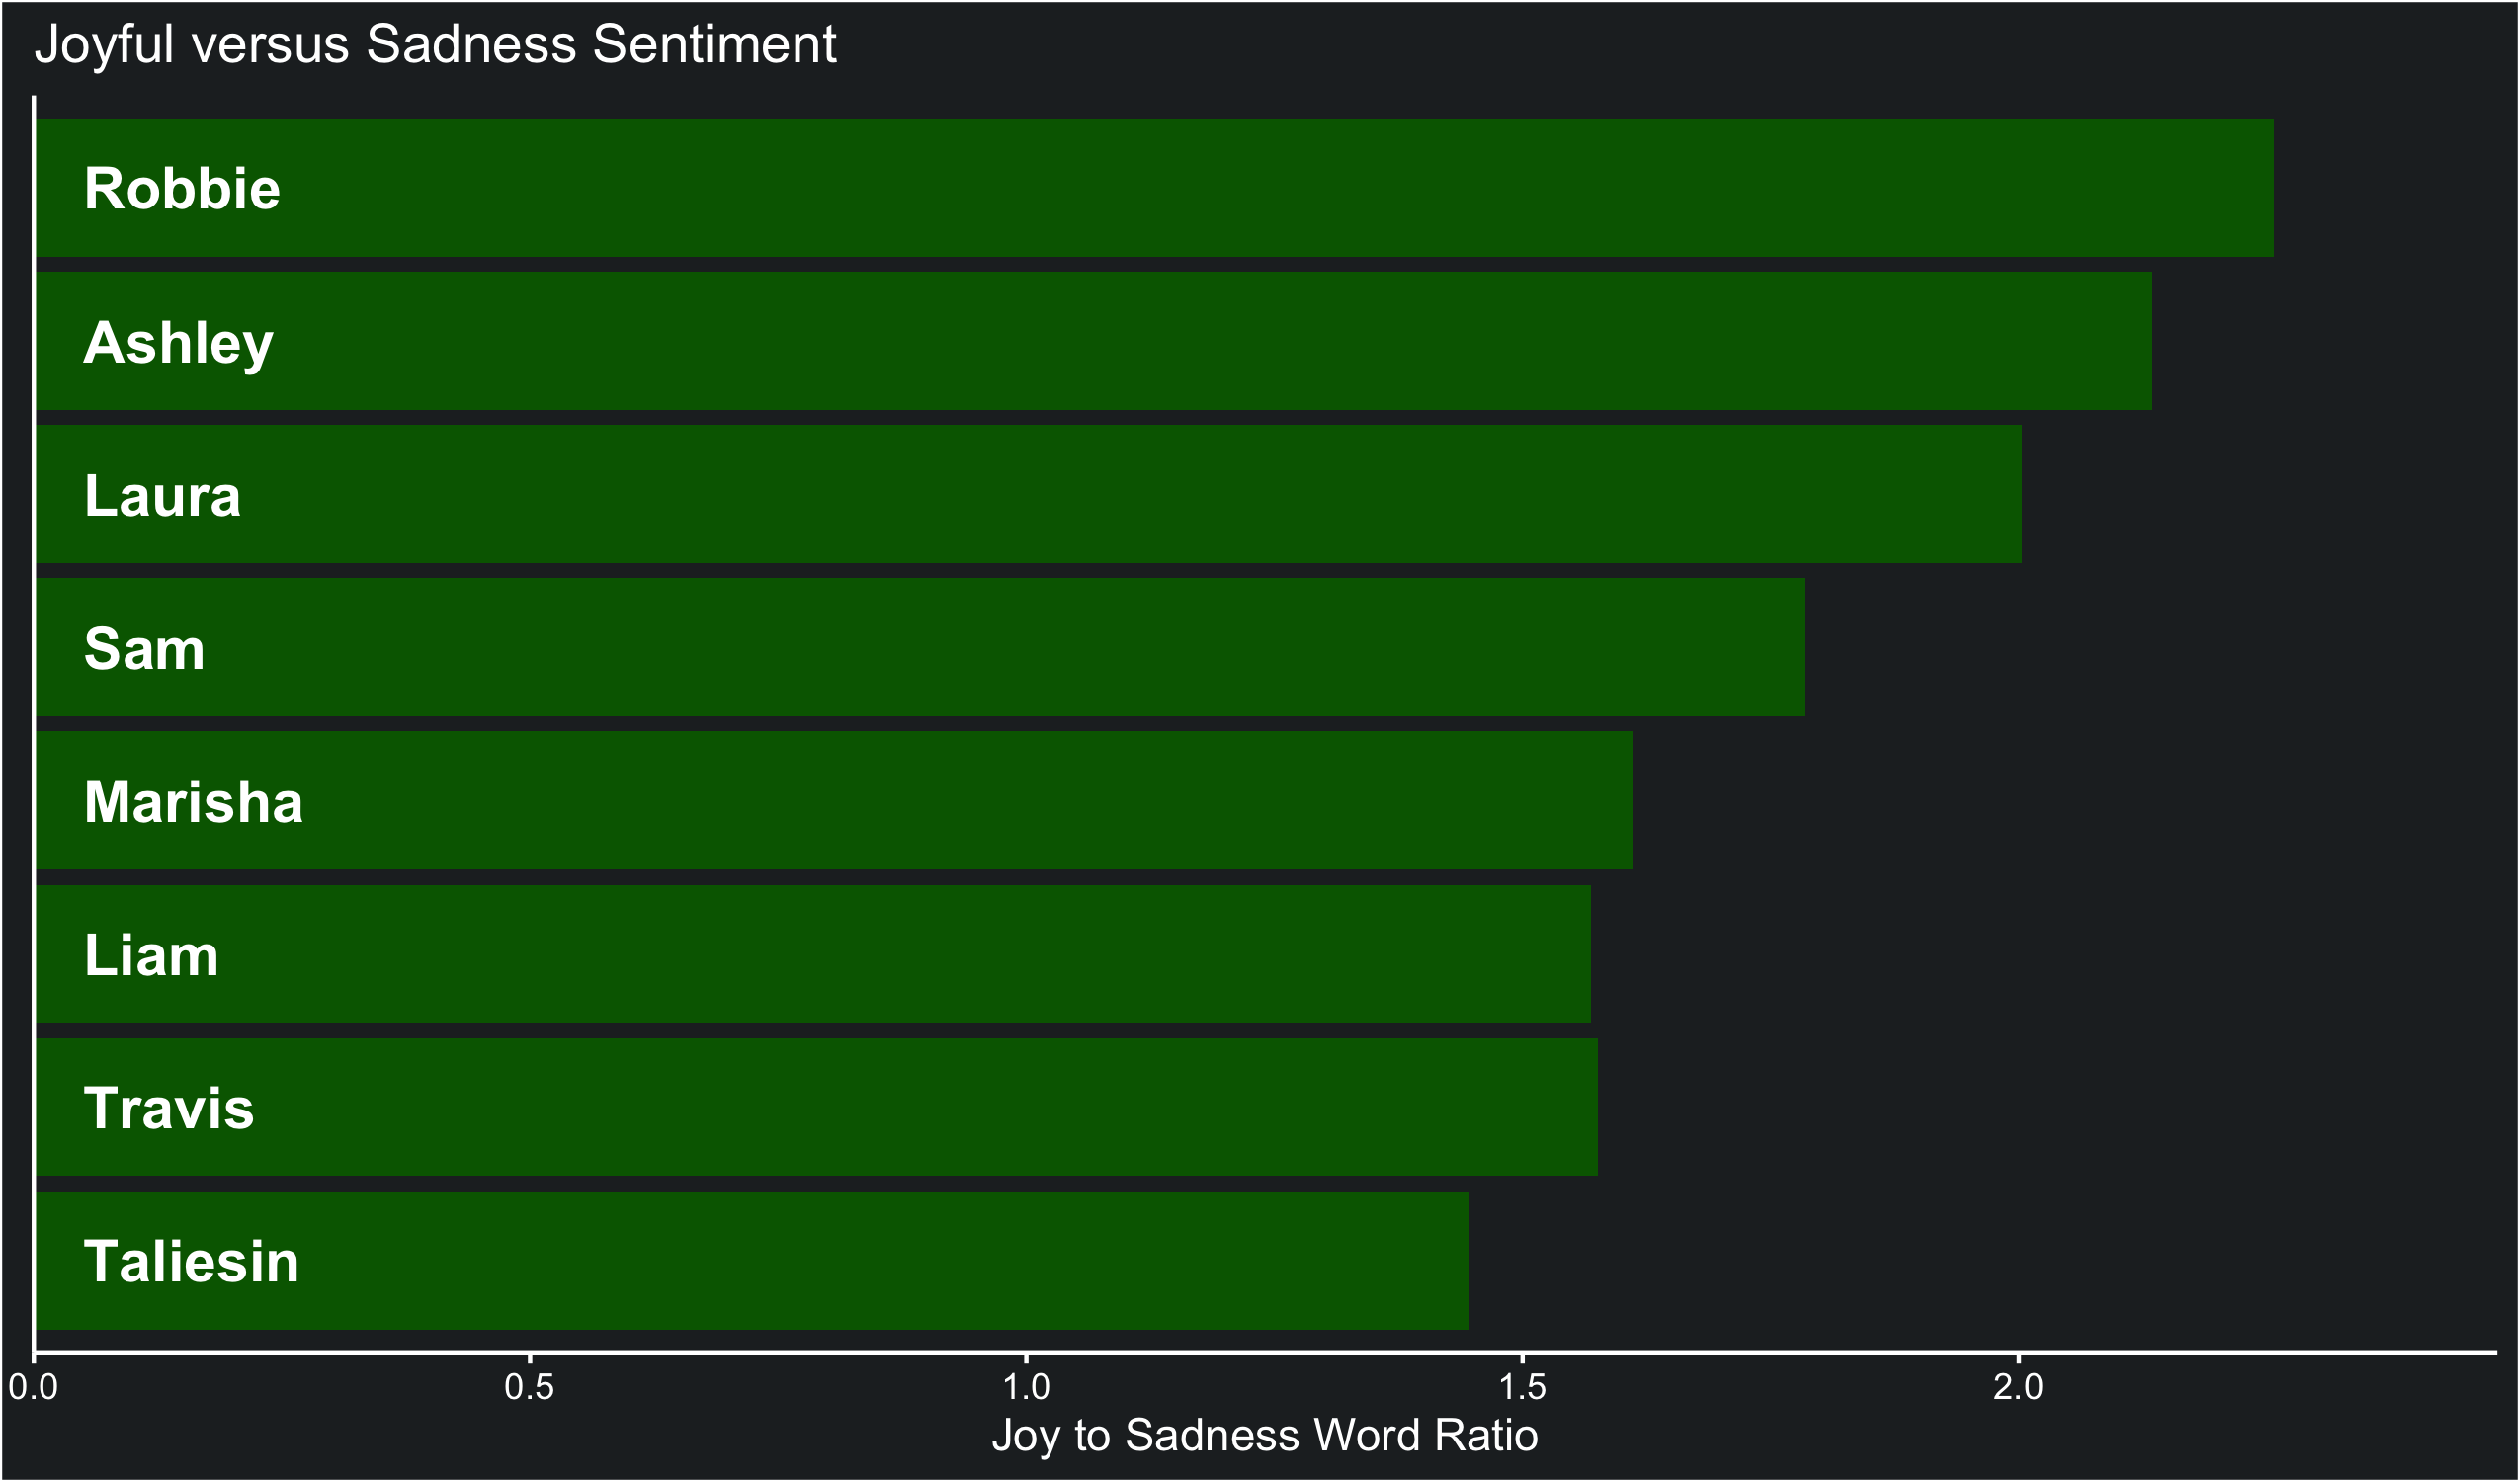 Joyful versus Sadness Sentiment
Robbie
Ashley
Laura
Sam
Marisha
Liam
Travis
Taliesin
0.0 0.5 1.0 1.5 2.0
Joy to Sadness Word Ratio